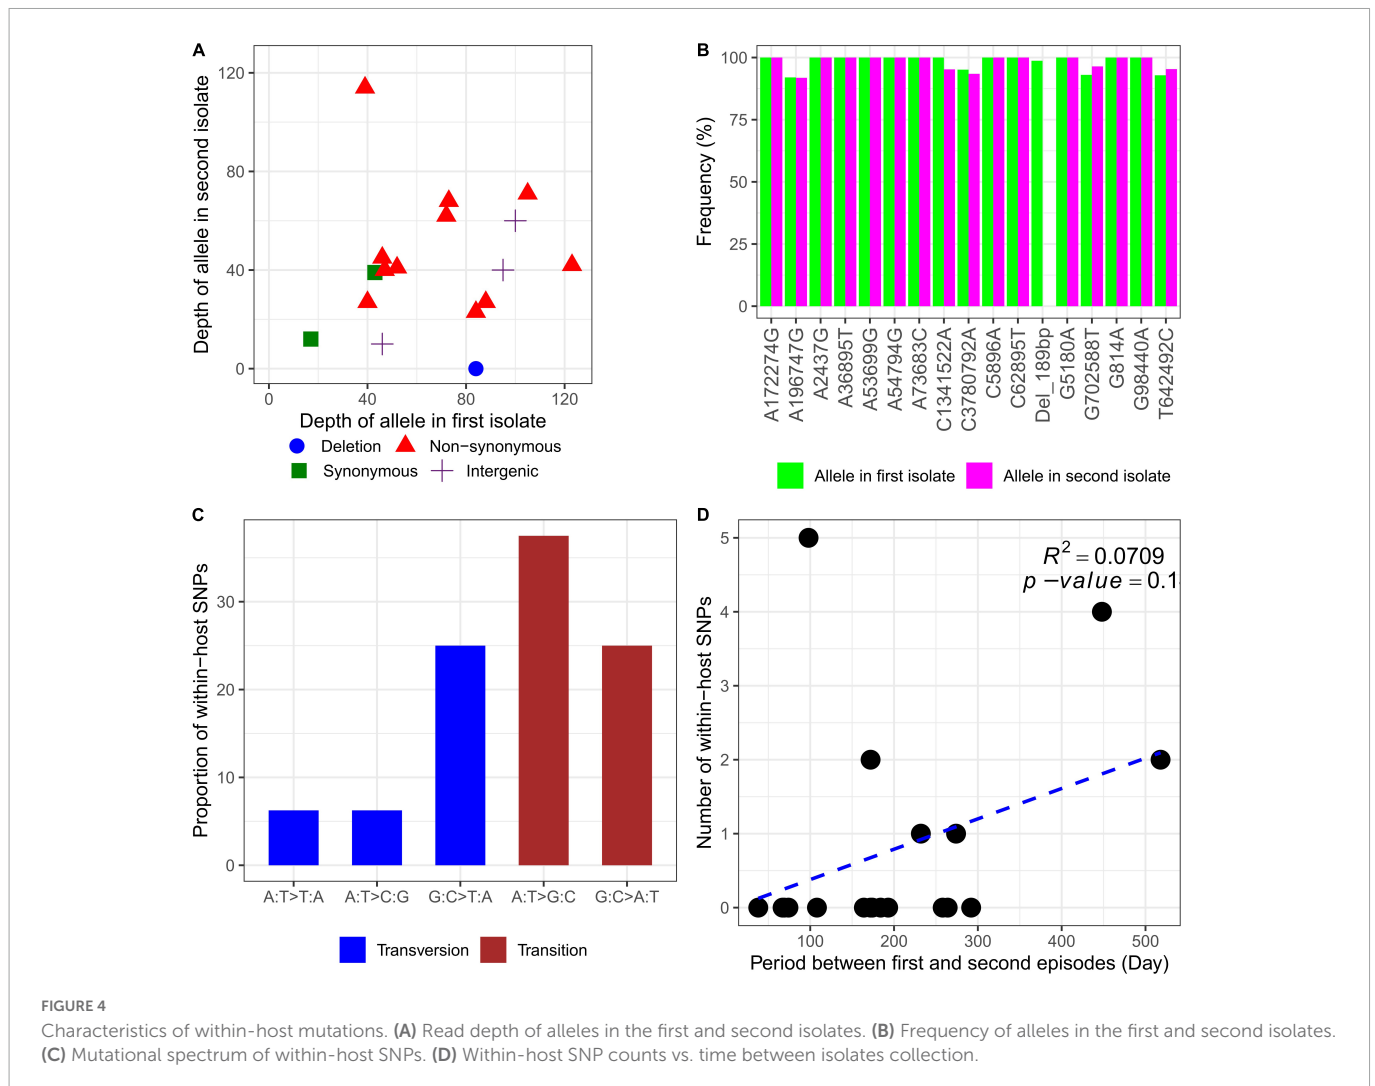 A
Depth of allele in second isolate
120
80
40
0
0 40 80 120
Depth of allele in first isolate
Deletion Non−synonymous
Synonymous Intergenic
B
Frequency (%)
100
75
50
25
0
A172274G
A196747G
A2437G
A36895T
A53699G
A54794G
A73683C
C1341522A
C3780792A
C5896A
C62895T
Del_189bp
G5180A
G702588T
G814A
G98440A
T642492C
Allele in first isolate Allele in second isolate
C
Proportion of within−host SNPs
30
20
10
0
A:T>T:A A:T>C:G G:C>T:A A:T>G:C G:C>A:T
Transversion Transition
D
Number of within−host SNPs
5
4
3
2
1
0
R² = 0.0709
p −value = 0.1
100 200 300 400 500
Period between first and second episodes (Day)
FIGURE 4
Characteristics of within-host mutations. (A) Read depth of alleles in the first and second isolates. (B) Frequency of alleles in the first and second isolates.
(C) Mutational spectrum of within-host SNPs. (D) Within-host SNP counts vs. time between isolates collection.